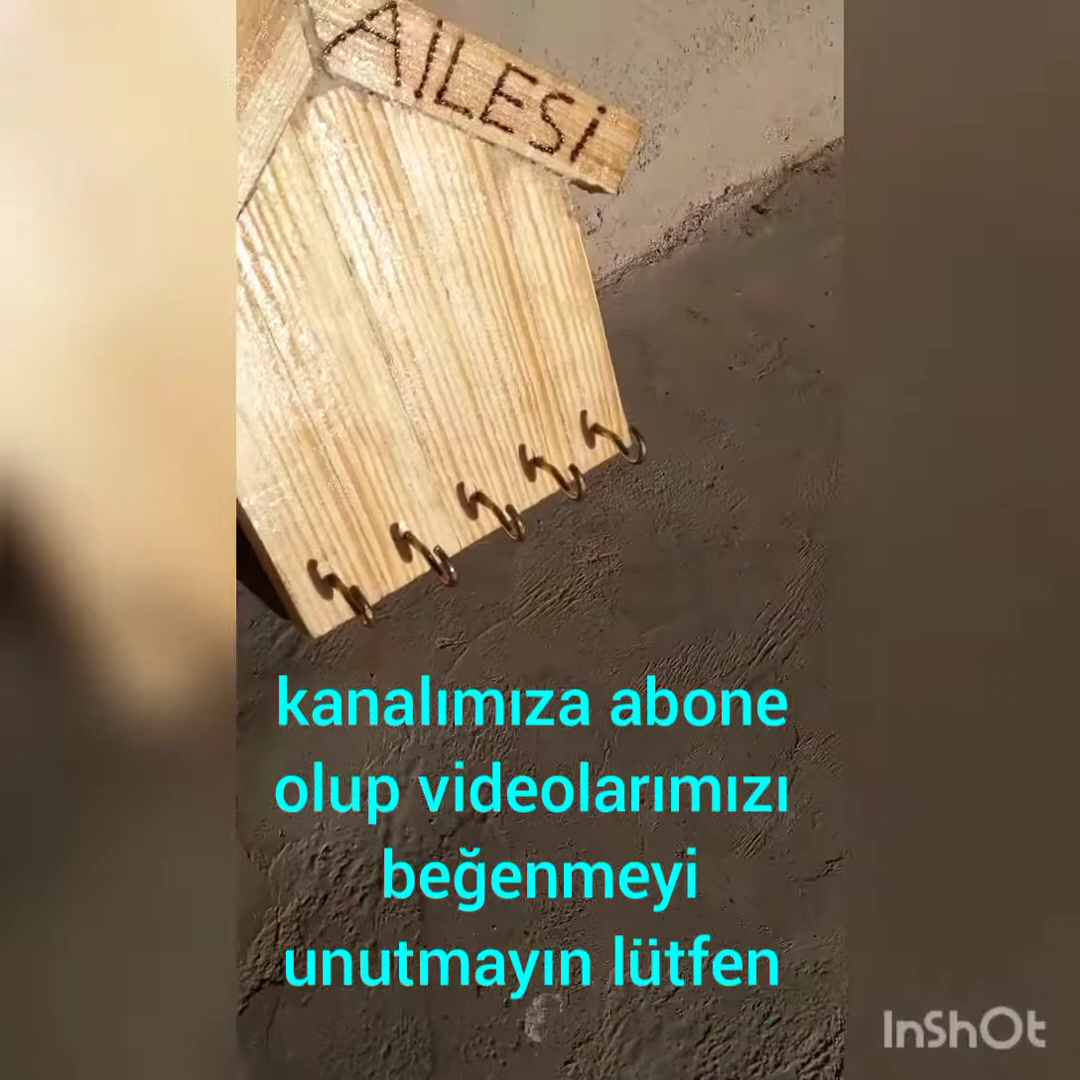 AİLESİ
kanalımıza abone
olup videolarımızı
beğenmeyi
unutmayın lütfen
InShOt